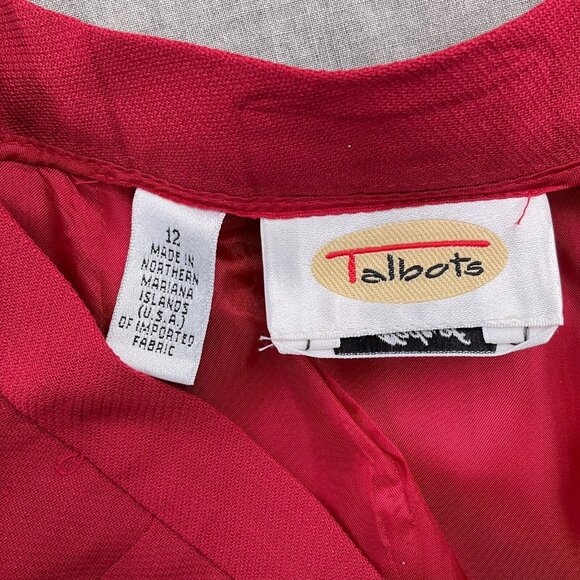 12
MADE IN
NORTHERN
MARIANA
ISLANDS
(U.S.A.)
OF IMPORTED
FABRIC
Talbots